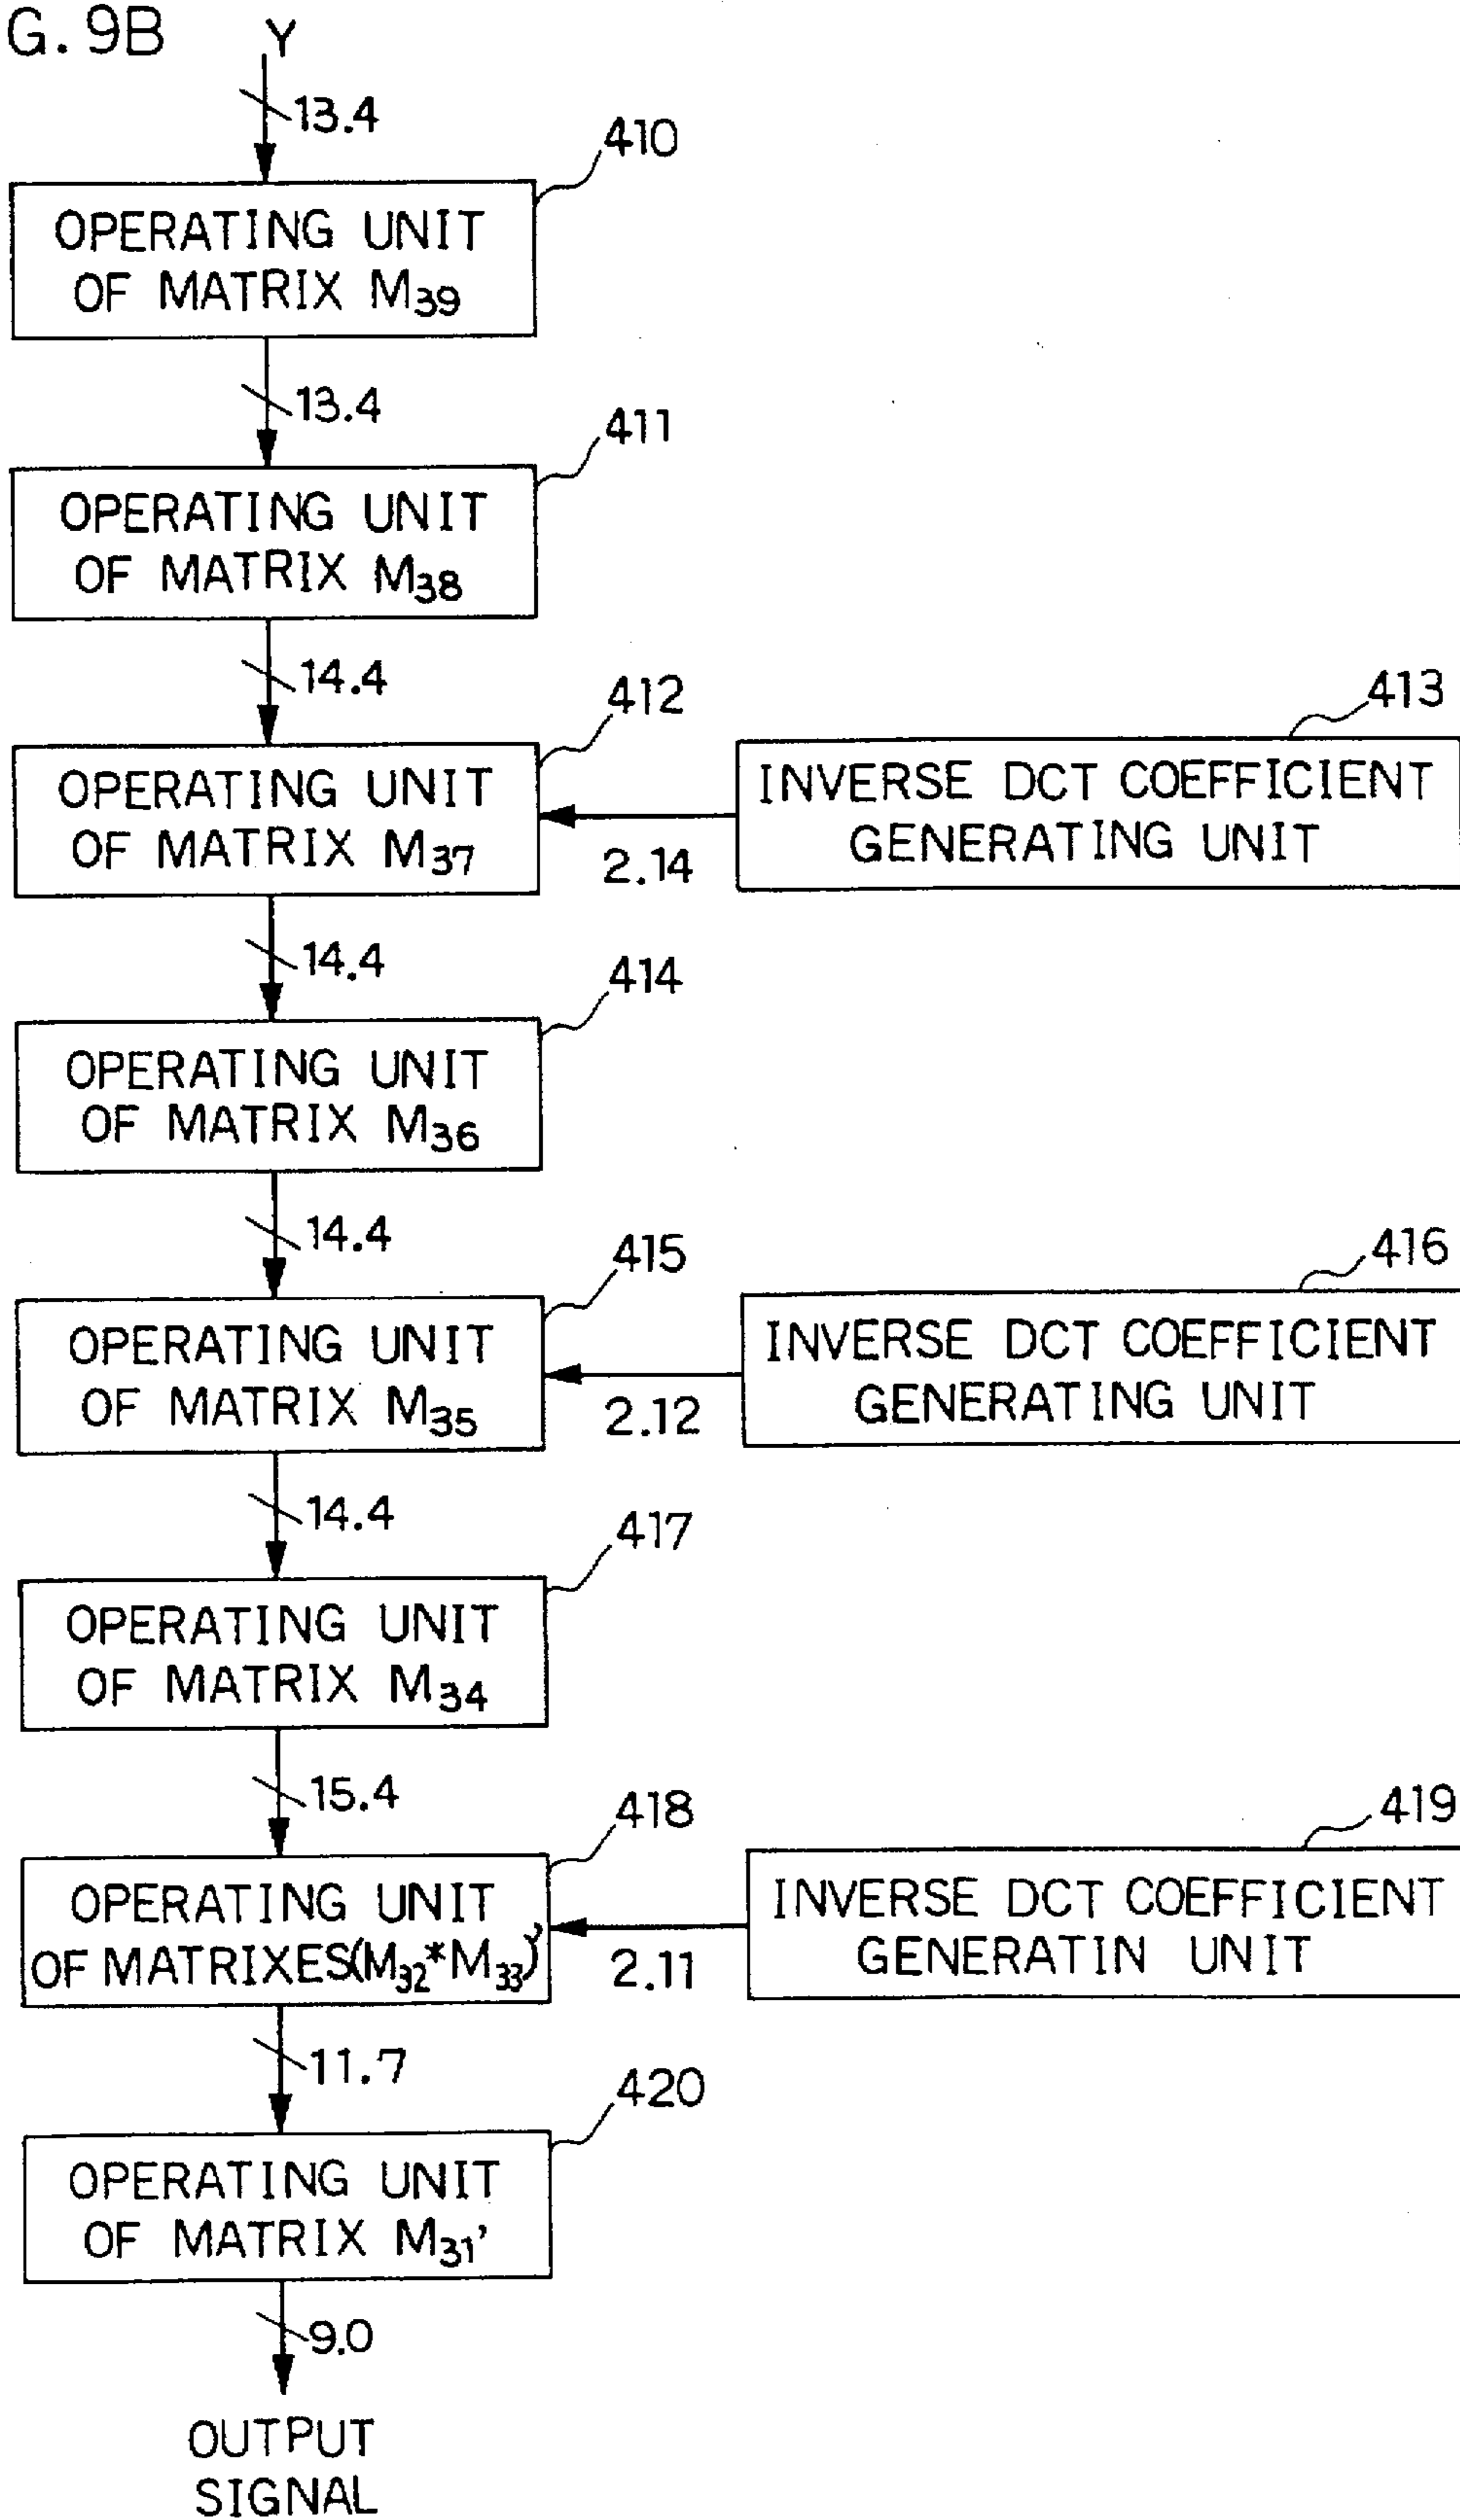 G. 9B
Y
13.4
410
OPERATING UNIT
OF MATRIX M39
13.4
411
OPERATING UNIT
OF MATRIX M38
14.4
412
413
OPERATING UNIT
OF MATRIX M37
2.14
INVERSE DCT COEFFICIENT
GENERATING UNIT
14.4
414
OPERATING UNIT
OF MATRIX M36
14.4
415
416
OPERATING UNIT
OF MATRIX M35
2.12
INVERSE DCT COEFFICIENT
GENERATING UNIT
14.4
417
OPERATING UNIT
OF MATRIX M34
15.4
418
419
OPERATING UNIT
OF MATRIXES(M32*M33)'
2.11
INVERSE DCT COEFFICIENT
GENERATIN UNIT
11.7
420
OPERATING UNIT
OF MATRIX M31'
9.0
OUTPUT
SIGNAL